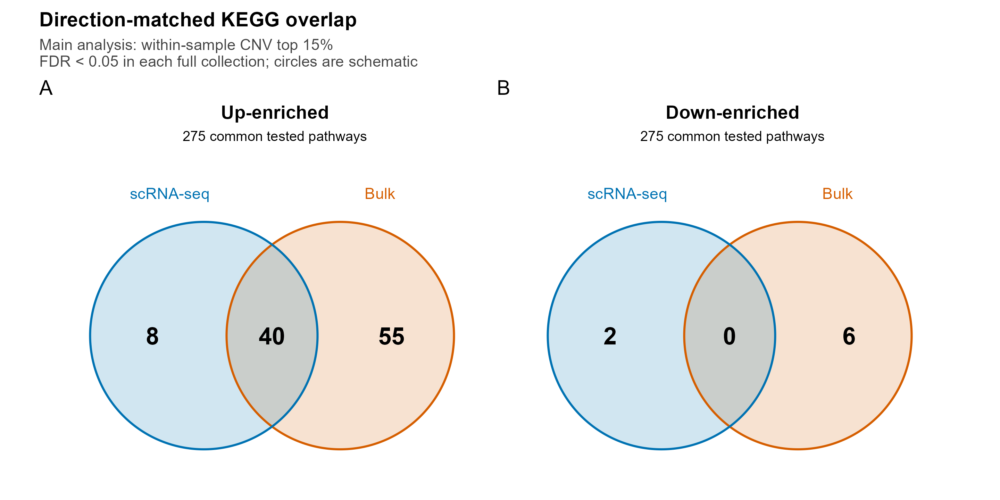 Direction-matched KEGG overlap
Main analysis: within-sample CNV top 15%
FDR < 0.05 in each full collection; circles are schematic
A
Up-enriched
275 common tested pathways
scRNA-seq
Bulk
8
40
55
B
Down-enriched
275 common tested pathways
scRNA-seq
Bulk
2
0
6